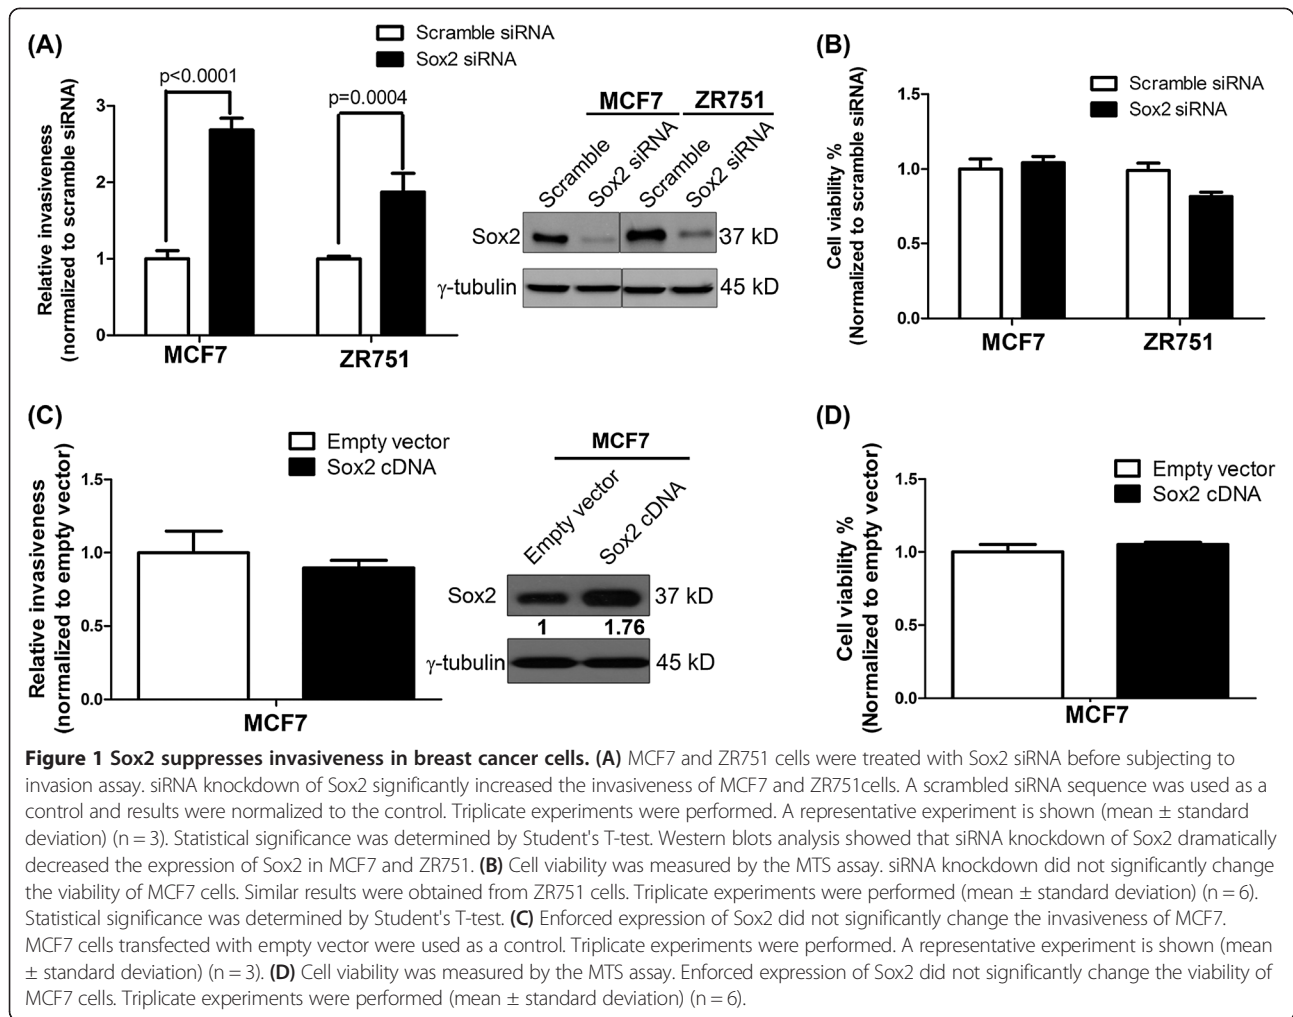 (A)
Scramble siRNA
Sox2 siRNA
p<0.0001
p=0.0004
Relative invasiveness
(normalized to scramble siRNA)
3
2
1
0
MCF7
ZR751
MCF7 ZR751
Scramble
Sox2 siRNA
Scramble
Sox2 siRNA
Sox2
37 kD
γ-tubulin
45 kD
(B)
Scramble siRNA
Sox2 siRNA
Cell viability %
(Normalized to scramble siRNA)
1.5
1.0
0.5
0.0
MCF7
ZR751
(C)
Empty vector
Sox2 cDNA
Relative invasiveness
(normalized to empty vector)
1.5
1.0
0.5
0.0
MCF7
MCF7
Empty vector
Sox2 cDNA
Sox2
37 kD
1 1.76
γ-tubulin
45 kD
(D)
Empty vector
Sox2 cDNA
Cell viability %
(Normalized to empty vector)
1.5
1.0
0.5
0.0
MCF7
Figure 1 Sox2 suppresses invasiveness in breast cancer cells. (A) MCF7 and ZR751 cells were treated with Sox2 siRNA before subjecting to
invasion assay. siRNA knockdown of Sox2 significantly increased the invasiveness of MCF7 and ZR751cells. A scrambled siRNA sequence was used as a
control and results were normalized to the control. Triplicate experiments were performed. A representative experiment is shown (mean ± standard
deviation) (n = 3). Statistical significance was determined by Student's T-test. Western blots analysis showed that siRNA knockdown of Sox2 dramatically
decreased the expression of Sox2 in MCF7 and ZR751. (B) Cell viability was measured by the MTS assay. siRNA knockdown did not significantly change
the viability of MCF7 cells. Similar results were obtained from ZR751 cells. Triplicate experiments were performed (mean ± standard deviation) (n = 6).
Statistical significance was determined by Student's T-test. (C) Enforced expression of Sox2 did not significantly change the invasiveness of MCF7.
MCF7 cells transfected with empty vector were used as a control. Triplicate experiments were performed. A representative experiment is shown (mean
± standard deviation) (n = 3). (D) Cell viability was measured by the MTS assay. Enforced expression of Sox2 did not significantly change the viability of
MCF7 cells. Triplicate experiments were performed (mean ± standard deviation) (n = 6).